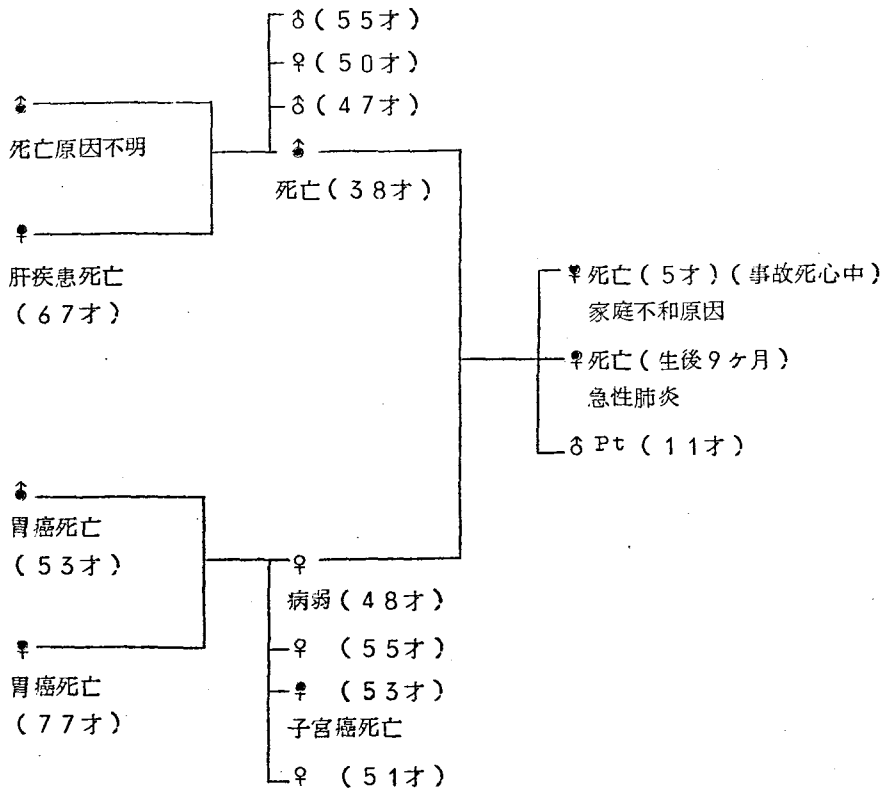 ♂(55才)
♀(50才)
♂(47才)
死亡原因不明
死亡(38才)
肝疾患死亡
(67才)
死亡(5才)(事故死心中)
家庭不和原因
死亡(生後9ヶ月)
急性肺炎
♂Pt(11才)
胃癌死亡
(53才)
♀
病弱(48才)
胃癌死亡
(77才)
♀ (55才)
(53才)
子宮癌死亡
♀ (51才)